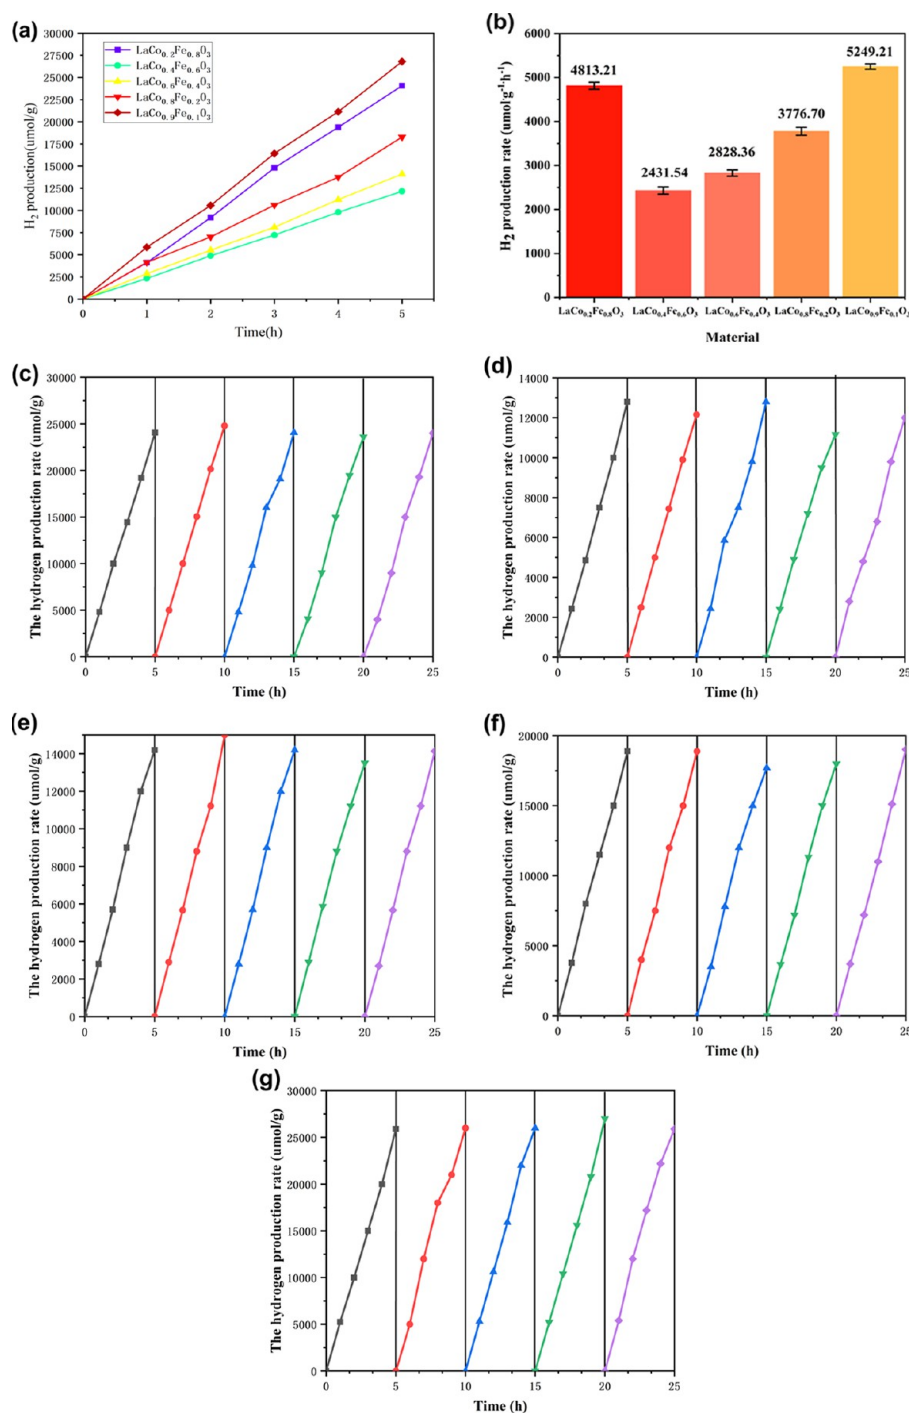 (a)
H₂ production(umol/g)
30000
27500
25000
22500
20000
17500
15000
12500
10000
7500
5000
2500
0
LaCo₀.₂Fe₀.₈O₃
LaCo₀.₄Fe₀.₆O₃
LaCo₀.₆Fe₀.₄O₃
LaCo₀.₈Fe₀.₂O₃
LaCo₀.₉Fe₀.₁O₃
0 1 2 3 4 5
Time(h)
(b)
H₂ production rate (umol·g⁻¹·h⁻¹)
6000
5000
4000
3000
2000
1000
0
4813.21
2431.54
2828.36
3776.70
5249.21
LaCo₀.₂Fe₀.₈O₃ LaCo₀.₄Fe₀.₆O₃ LaCo₀.₆Fe₀.₄O₃ LaCo₀.₈Fe₀.₂O₃ LaCo₀.₉Fe₀.₁O₃
Material
(c)
The hydrogen production rate (umol/g)
30000
25000
20000
15000
10000
5000
0
0 5 10 15 20 25
Time (h)
(d)
The hydrogen production rate (umol/g)
14000
12000
10000
8000
6000
4000
2000
0
0 5 10 15 20 25
Time (h)
(e)
The hydrogen production rate (umol/g)
14000
12000
10000
8000
6000
4000
2000
0
0 5 10 15 20 25
Time (h)
(f)
The hydrogen production rate (umol/g)
20000
15000
10000
5000
0
0 5 10 15 20 25
Time (h)
(g)
The hydrogen production rate (umol/g)
30000
25000
20000
15000
10000
5000
0
0 5 10 15 20 25
Time (h)